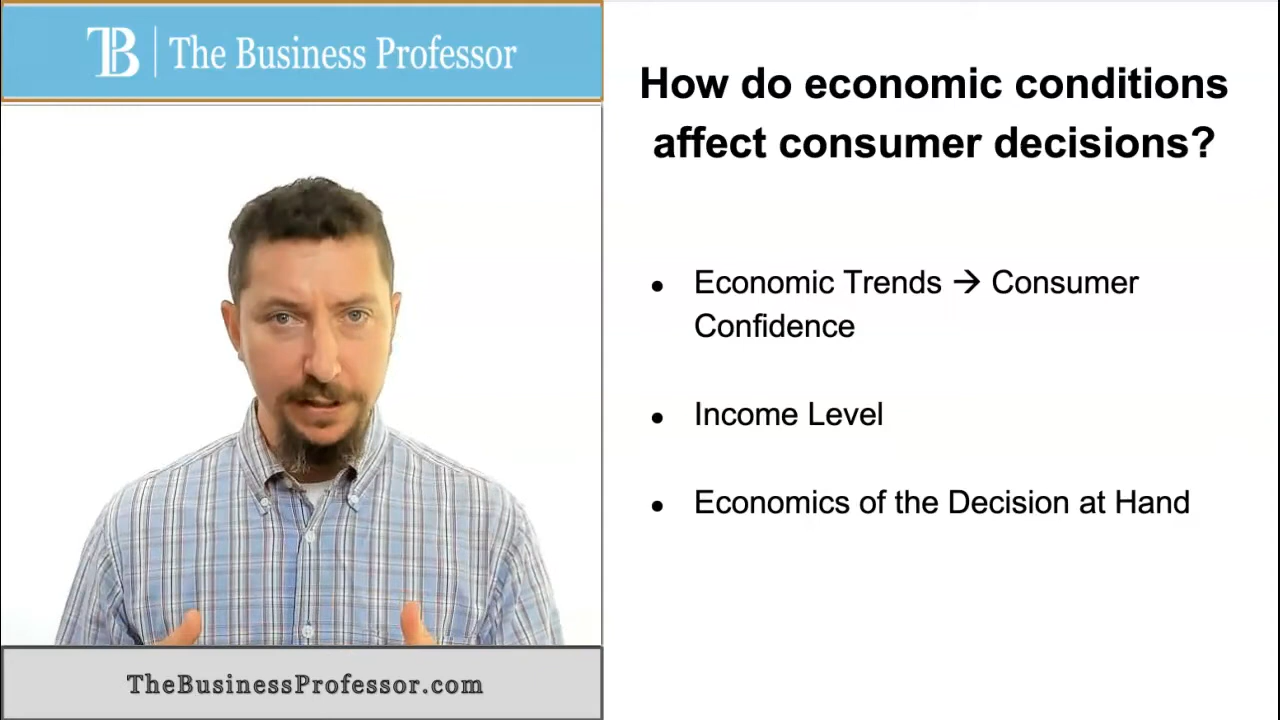 TB | The Business Professor
How do economic conditions
affect consumer decisions?
• Economic Trends → Consumer
Confidence
• Income Level
• Economics of the Decision at Hand
TheBusinessProfessor.com